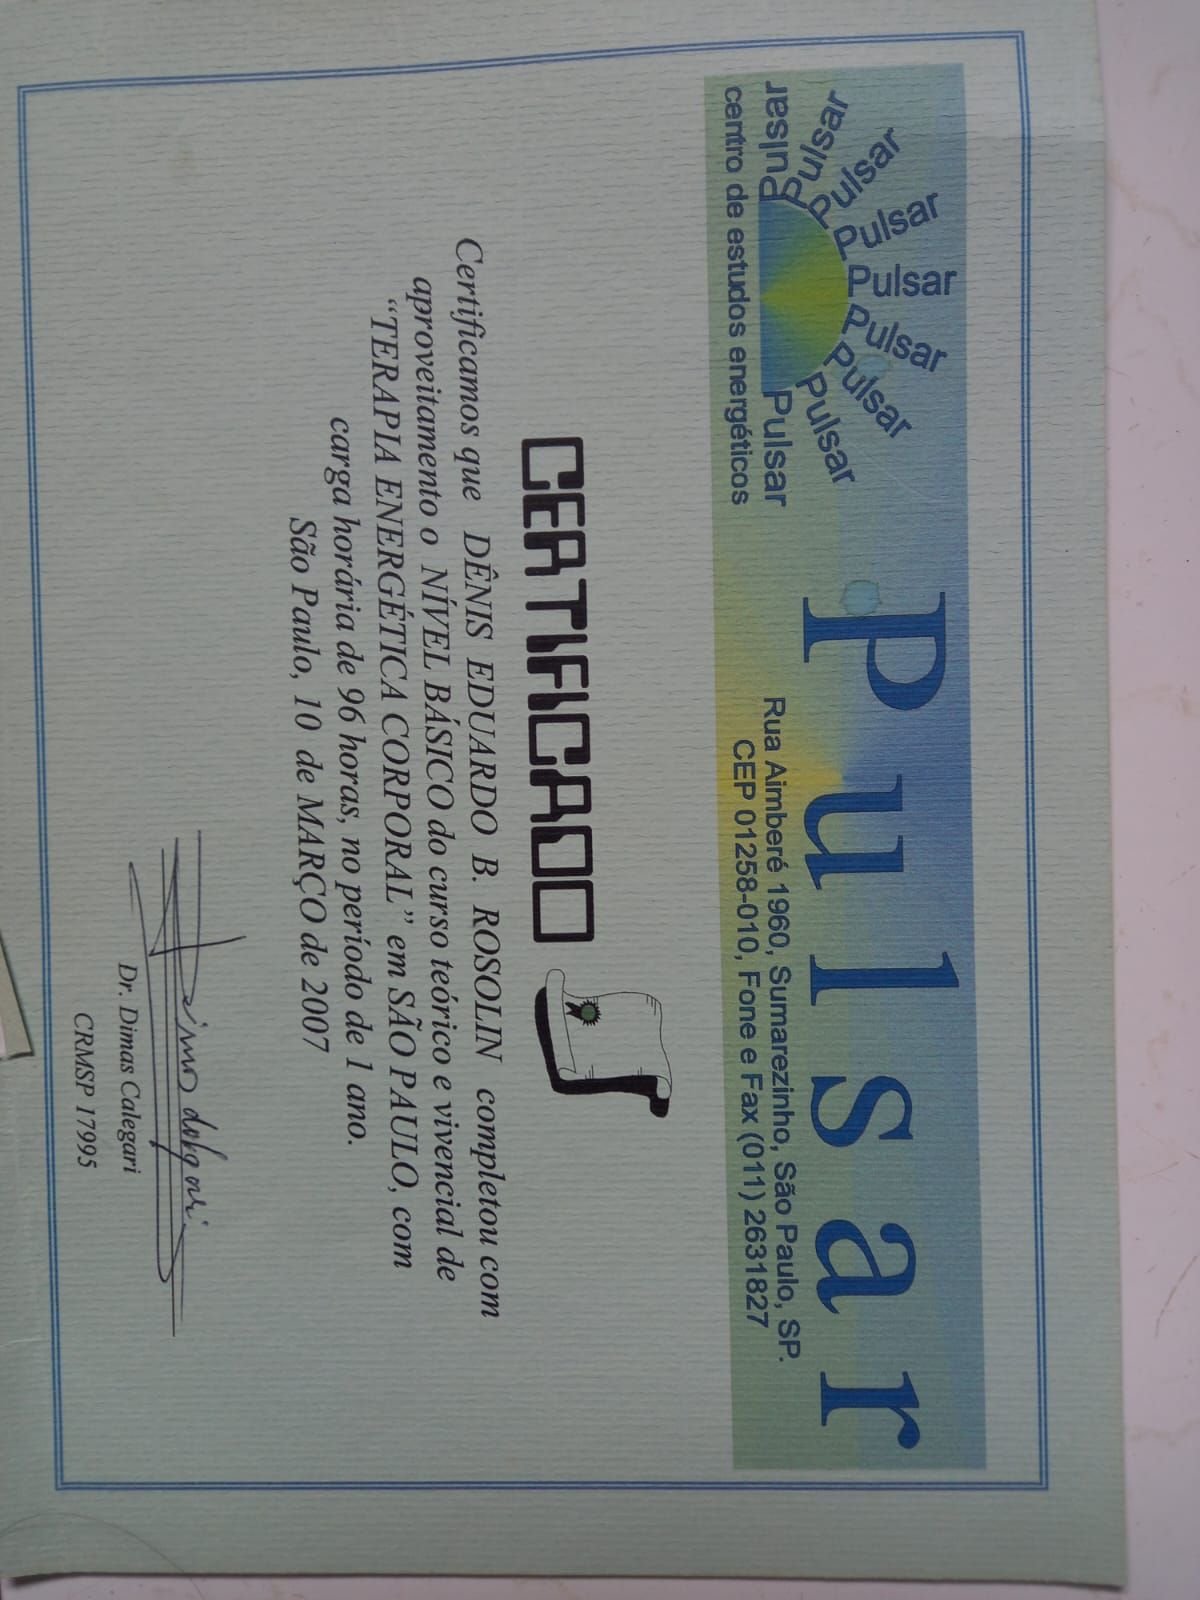 Pulsar
Pulsar
Pulsar
Pulsar
Pulsar
Pulsar
Pulsar
Pulsar
Pulsar
centro de estudos energéticos
Pulsar
Rua Aimberé 1960, Sumarezinho, São Paulo, SP.
CEP 01258-010, Fone e Fax (011) 2631827
CERTIFICADO
Certificamos que DÊNIS EDUARDO B. ROSOLIN completou com
aproveitamento o NÍVEL BÁSICO do curso teórico e vivencial de
“TERAPIA ENERGÉTICA CORPORAL” em SÃO PAULO, com
carga horária de 96 horas, no período de 1 ano.
São Paulo, 10 de MARÇO de 2007
Dr. Dimas Calegari
CRMSP 17995